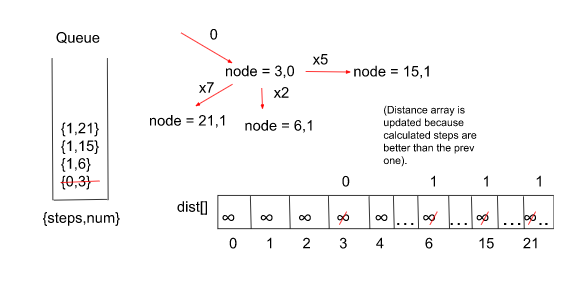 Queue
0
x5
node = 3,0
node = 15,1
x7
x2
node = 21,1
node = 6,1
{1,21}
{1,15}
{1,6}
{0,3}
{steps,num}
(Distance array is
updated because
calculated steps are
better than the prev
one).
0 1 1 1
dist[]
∞ ∞ ∞ ∞ ∞ ... ∞ ... ∞ ... ∞ ..
0 1 2 3 4 6 15 21